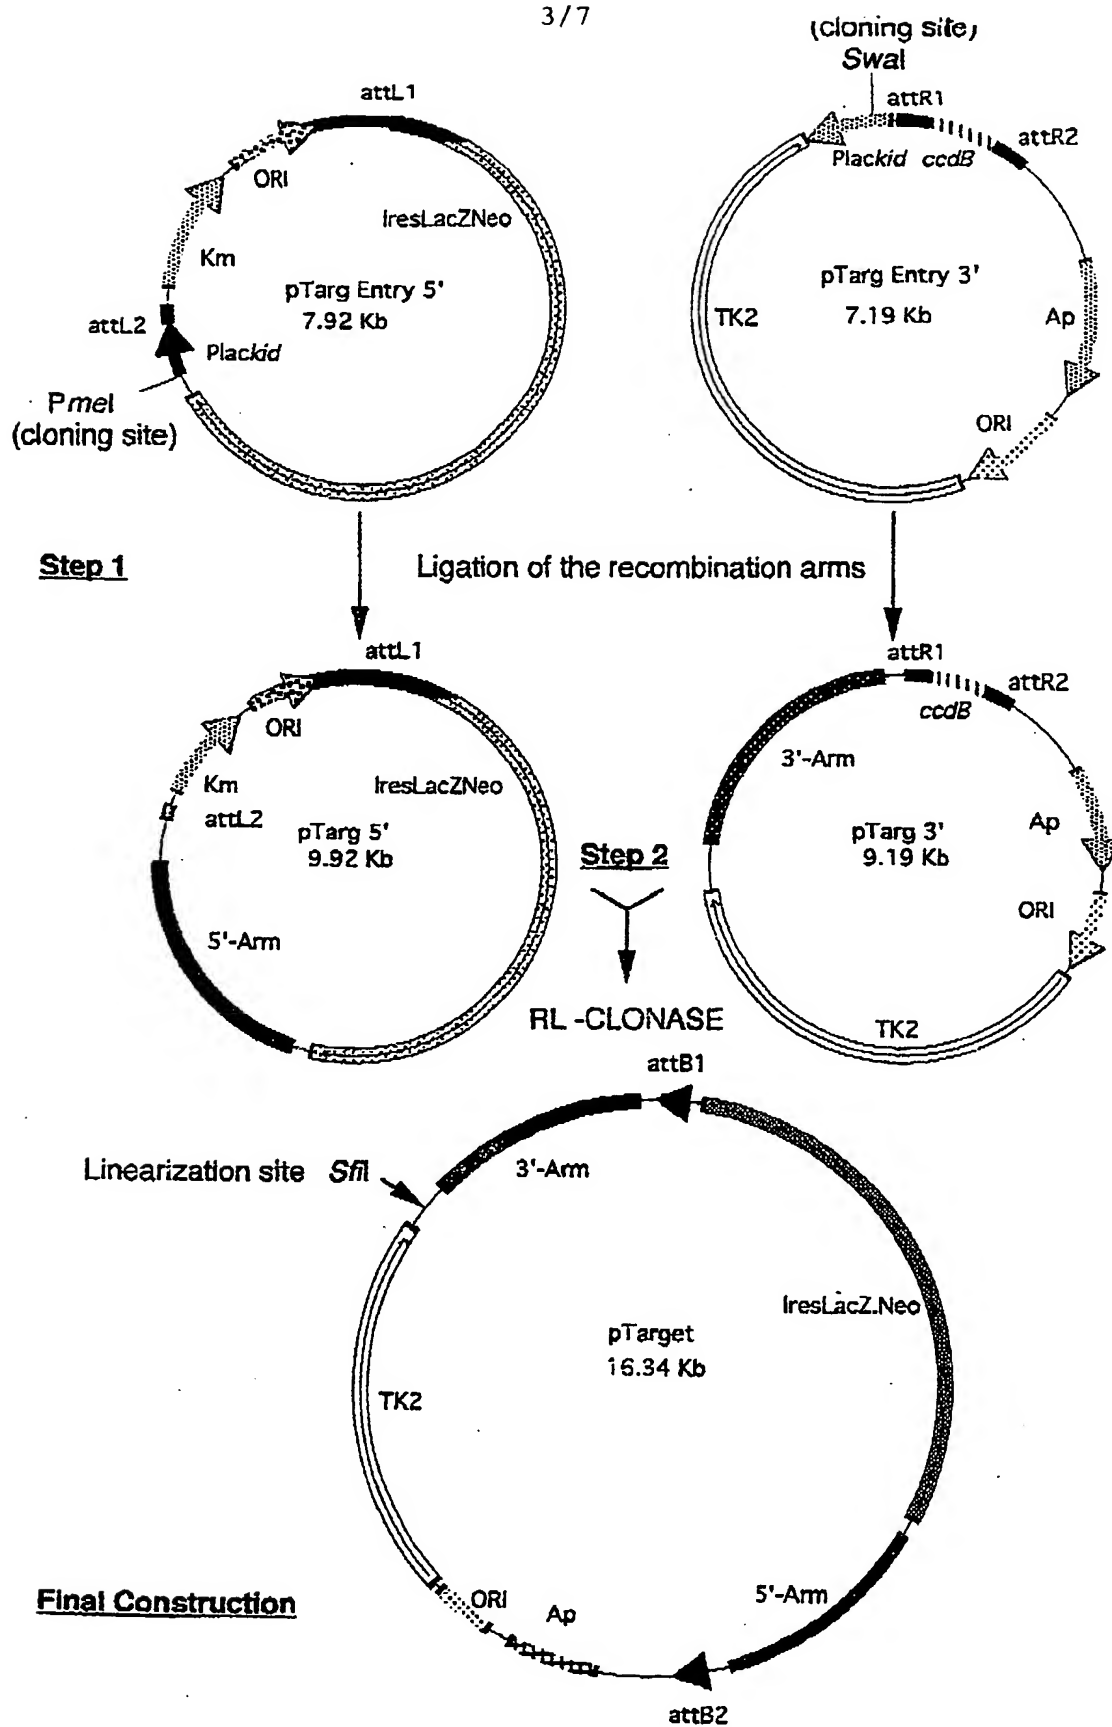 3/7
(cloning site)
SwaI
attL1
ORI
Km
IresLacZNeo
pTarg Entry 5'
7.92 Kb
attL2
Plackid
PmeI
(cloning site)
attR1
attR2
Plackid ccdB
pTarg Entry 3'
7.19 Kb
TK2
Ap
ORI
Step 1
Ligation of the recombination arms
attL1
ORI
Km
attL2
IresLacZNeo
pTarg 5'
9.92 Kb
5'-Arm
Step 2
RL-CLONASE
attR1
attR2
ccdB
3'-Arm
pTarg 3'
9.19 Kb
Ap
ORI
TK2
attB1
3'-Arm
Linearization site SfiI
IresLacZ.Neo
pTarget
16.34 Kb
TK2
ORI
Ap
5'-Arm
attB2
Final Construction